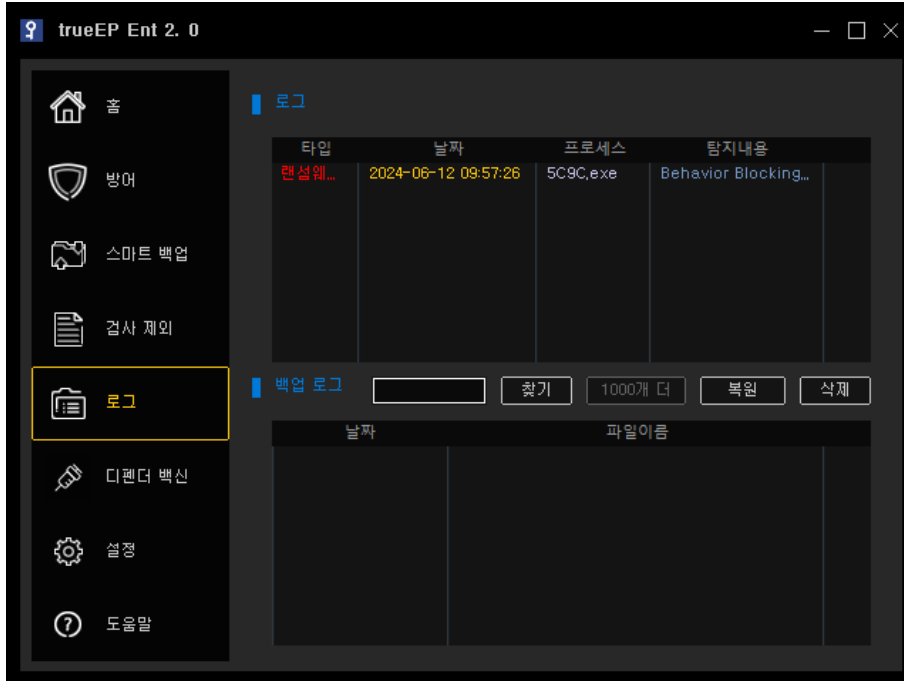 trueEP Ent 2. 0
홈
방어
스마트 백업
검사 제외
로그
디펜더 백신
설정
도움말
로그
타입 날짜 프로세스 탐지내용
랜섬웨... 2024-06-12 09:57:26 5C9C.exe Behavior Blocking...
백업 로그 찾기 1000개 더 복원 삭제
날짜 파일이름